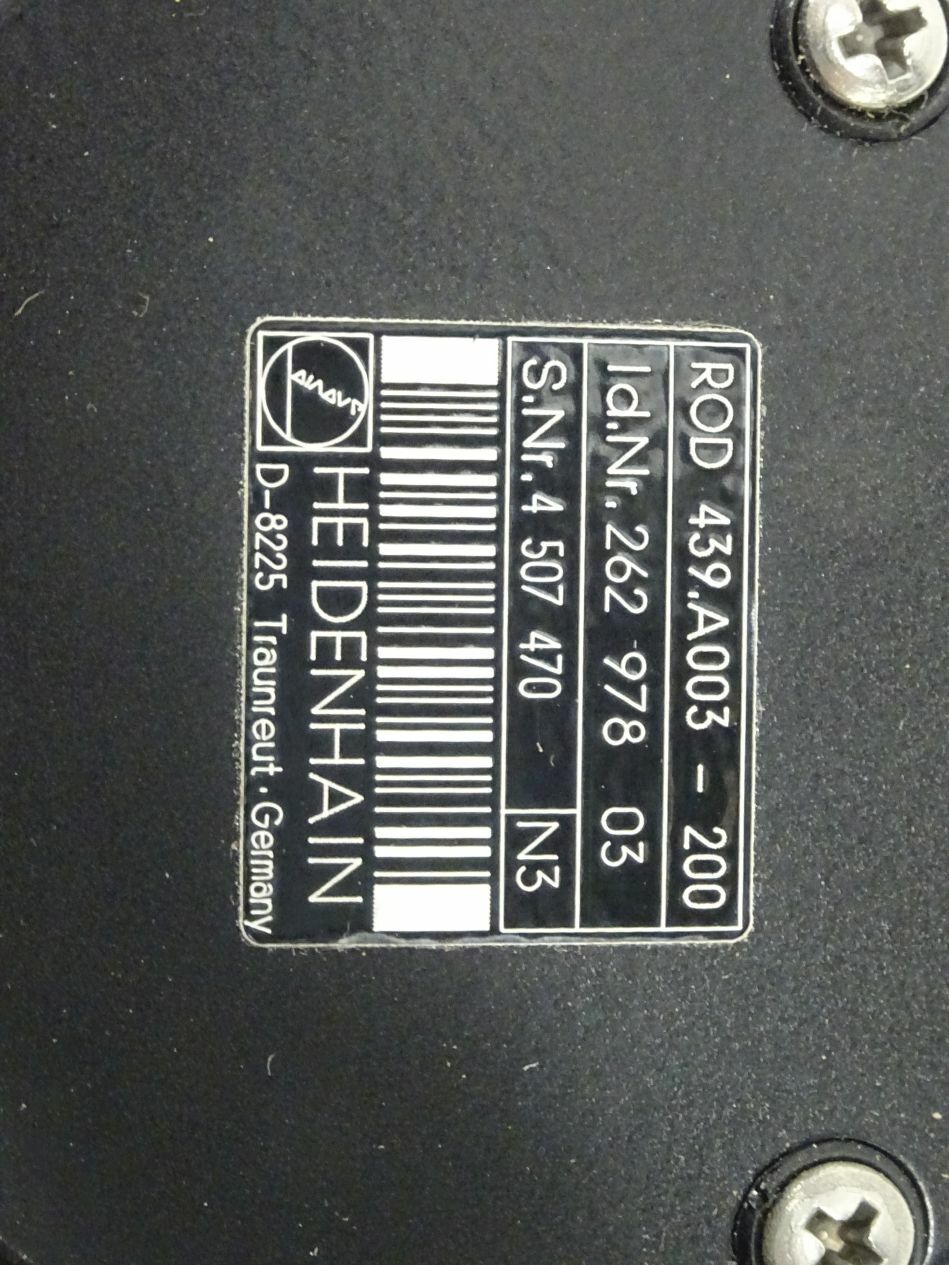 ROD 439.A003 - 200
Id.Nr. 262 978 03
S.Nr. 4 507 470 N3
HEIDENHAIN
D-8225 Traunreut · Germany